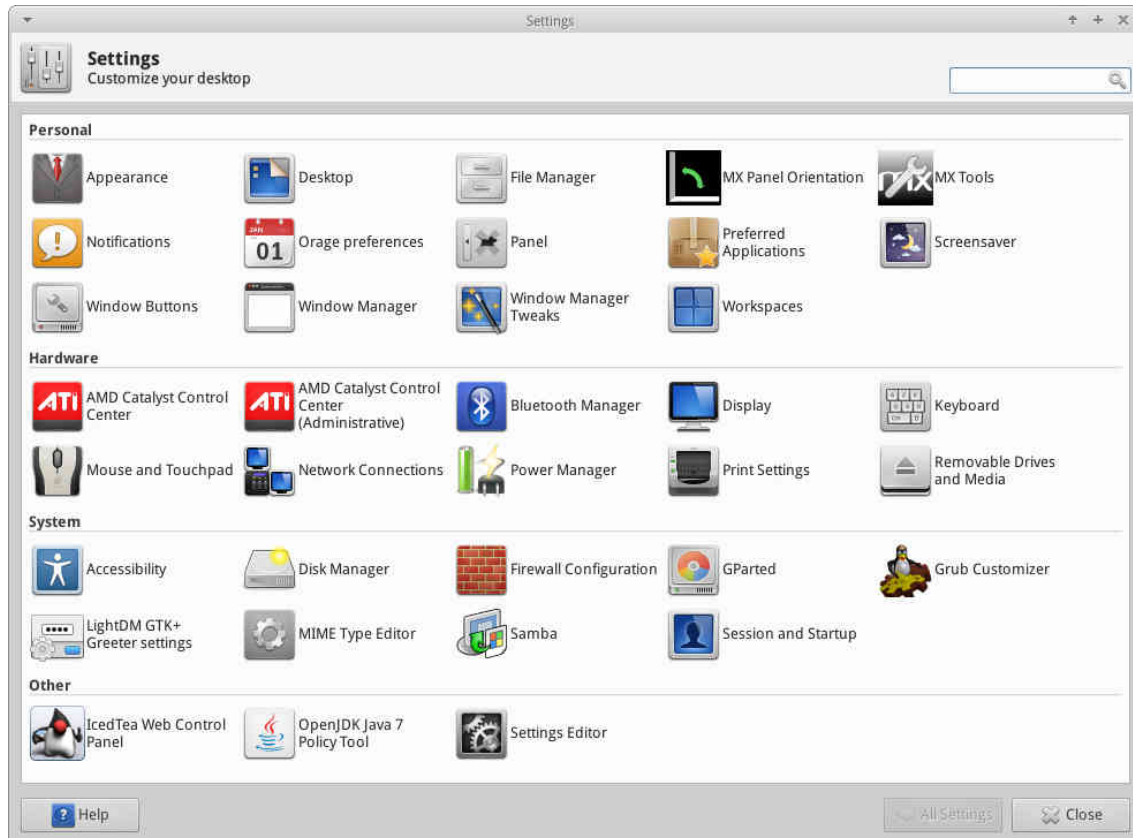 Settings
Settings
Customize your desktop
Personal
Appearance
Desktop
File Manager
MX Panel Orientation
MX Tools
Notifications
JAN
01
Orage preferences
Panel
Preferred
Applications
Screensaver
Window Buttons
Window Manager
Window Manager
Tweaks
Workspaces
Hardware
ATI
AMD Catalyst Control
Center
ATI
AMD Catalyst Control
Center
(Administrative)
Bluetooth Manager
Display
Keyboard
Mouse and Touchpad
Network Connections
Power Manager
Print Settings
Removable Drives
and Media
System
Accessibility
Disk Manager
Firewall Configuration
GParted
Grub Customizer
LightDM GTK+
Greeter settings
MIME Type Editor
Samba
Session and Startup
Other
IcedTea Web Control
Panel
OpenJDK Java 7
Policy Tool
Settings Editor
Help
All Settings
Close